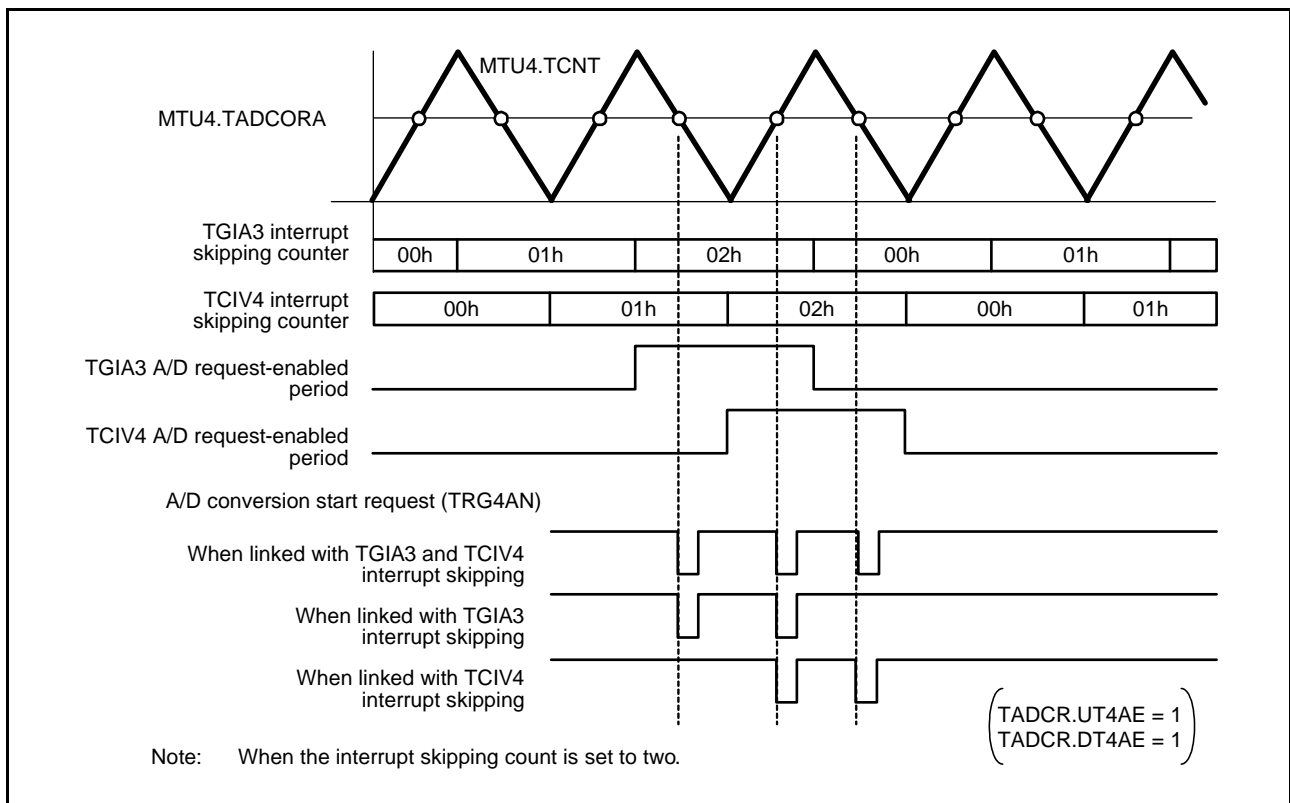 MTU4.TCNT
MTU4.TADCORA
TGIA3 interrupt
skipping counter
00h 01h 02h 00h 01h
TCIV4 interrupt
skipping counter
00h 01h 02h 00h 01h
TGIA3 A/D request-enabled
period
TCIV4 A/D request-enabled
period
A/D conversion start request (TRG4AN)
When linked with TGIA3 and TCIV4
interrupt skipping
When linked with TGIA3
interrupt skipping
When linked with TCIV4
interrupt skipping
TADCR.UT4AE = 1
TADCR.DT4AE = 1
Note: When the interrupt skipping count is set to two.